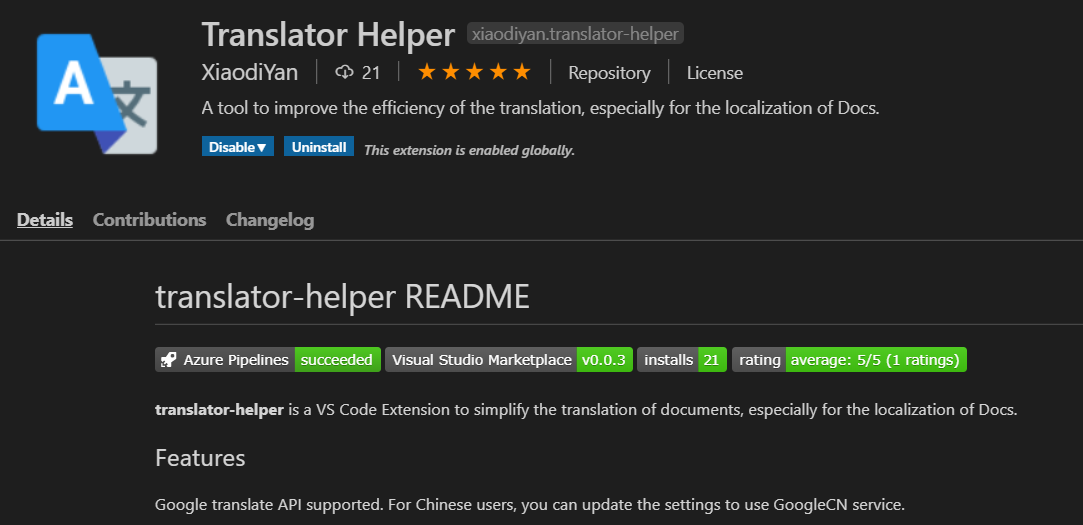 A 文
Translator Helper xiaodiyan.translator-helper
XiaodiYan 21 ★★★★★ Repository License
A tool to improve the efficiency of the translation, especially for the localization of Docs.
Disable▼ Uninstall This extension is enabled globally.
Details Contributions Changelog
translator-helper README
Azure Pipelines succeeded Visual Studio Marketplace v0.0.3 installs 21 rating average: 5/5 (1 ratings)
translator-helper is a VS Code Extension to simplify the translation of documents, especially for the localization of Docs.
Features
Google translate API supported. For Chinese users, you can update the settings to use GoogleCN service.